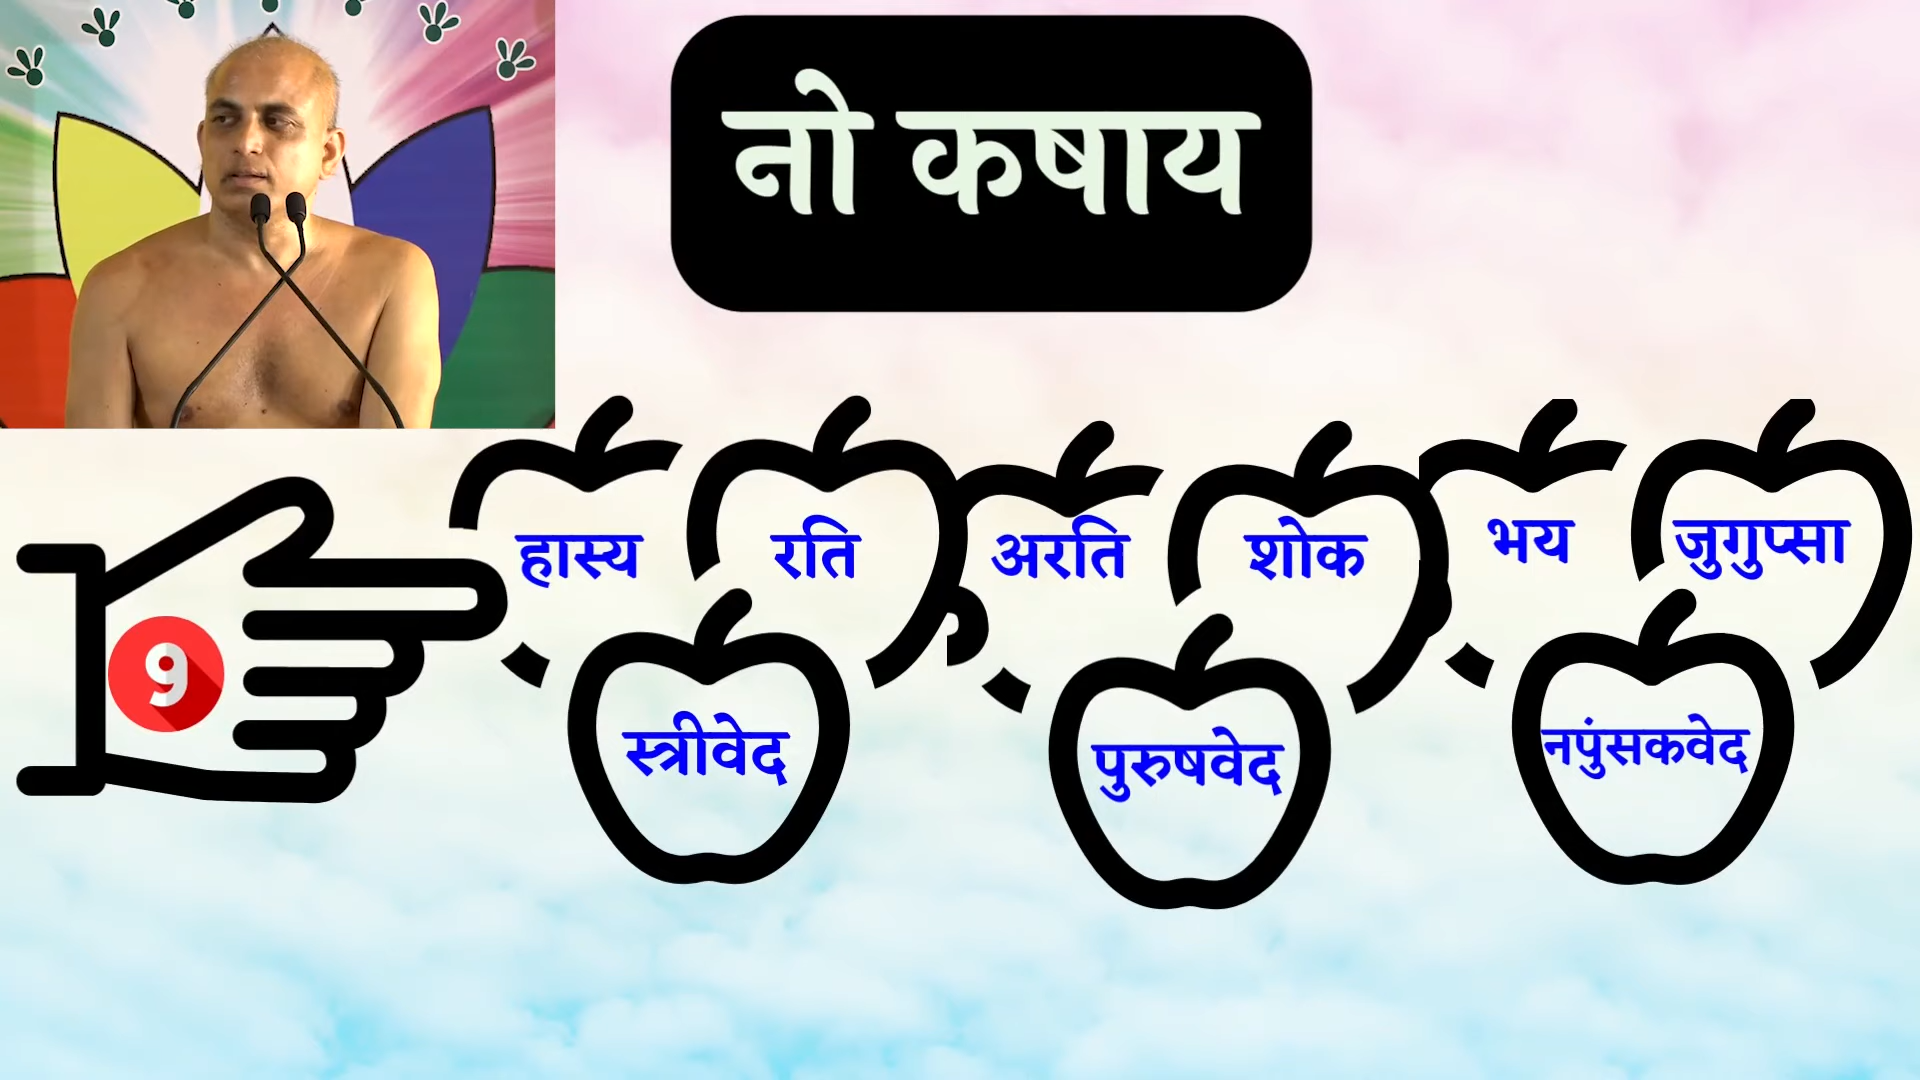 नो कषाय
हास्य रति अरति शोक भय जुगुप्सा
9
स्त्रीवेद पुरुषवेद नपुंसकवेद